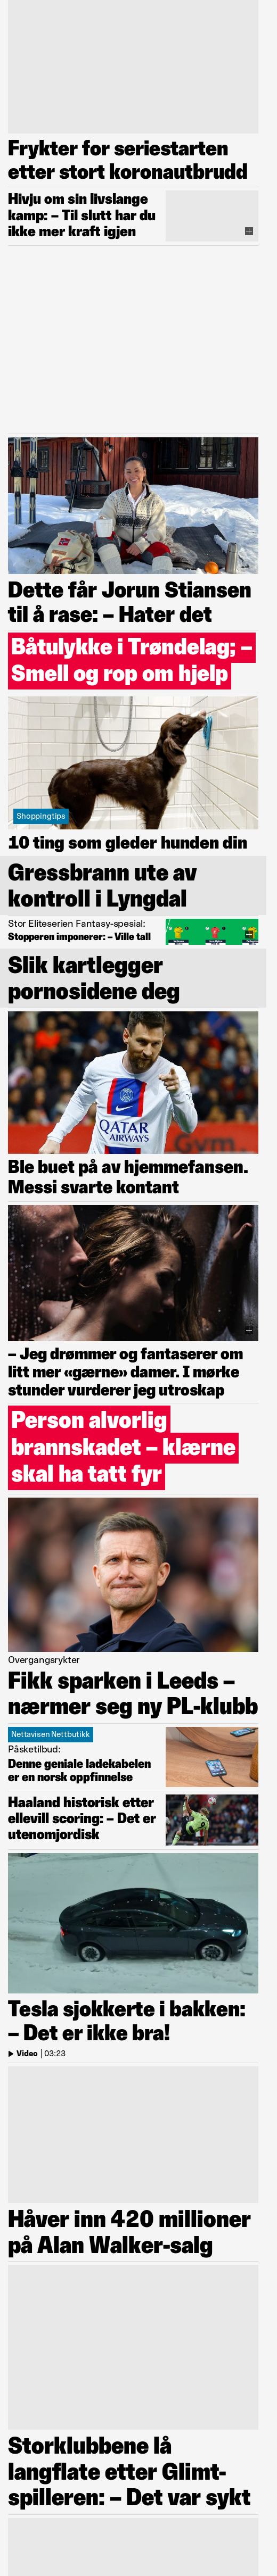 Frykter for seriestarten
etter stort koronautbrudd
Hivju om sin livslange
kamp: – Til slutt har du
ikke mer kraft igjen
Dette får Jorun Stiansen
til å rase: – Hater det
Båtulykke i Trøndelag; –
Smell og rop om hjelp
Shoppingtips
10 ting som gleder hunden din
Gressbrann ute av
kontroll i Lyngdal
Stor Eliteserien Fantasy-spesial:
Stopperen imponerer: – Ville tall
Slik kartlegger
pornosidene deg
QATAR
AIRWAYS
Ble buet på av hjemmefansen.
Messi svarte kontant
– Jeg drømmer og fantaserer om
litt mer «gærne» damer. I mørke
stunder vurderer jeg utroskap
Person alvorlig
brannskadet – klærne
skal ha tatt fyr
Overgangsrykter
Fikk sparken i Leeds –
nærmer seg ny PL-klubb
Nettavisen Nettbutikk
Påsketilbud:
Denne geniale ladekabelen
er en norsk oppfinnelse
Haaland historisk etter
ellevill scoring: – Det er
utenomjordisk
Tesla sjokkerte i bakken:
– Det er ikke bra!
Video | 03:23
Håver inn 420 millioner
på Alan Walker-salg
Storklubbene lå
langflate etter Glimt-
spilleren: – Det var sykt